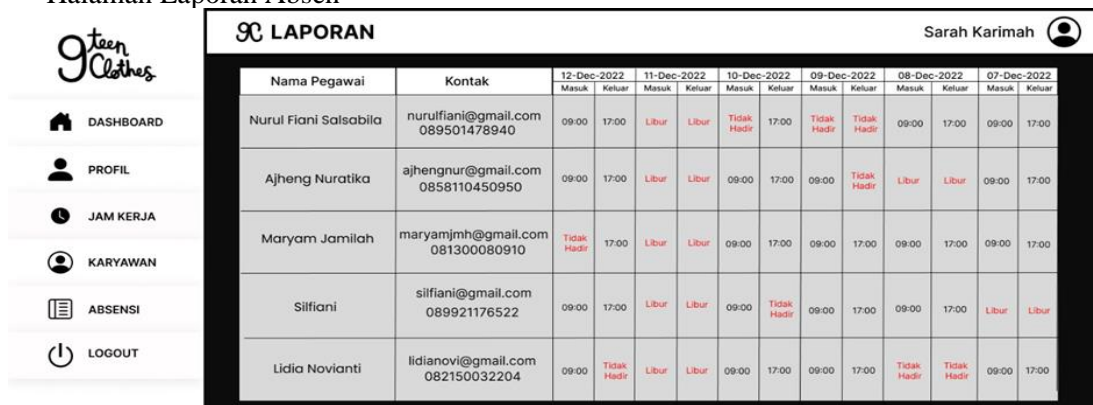 Halaman Laporan Absen
9teen
Clothes
9C LAPORAN
Sarah Karimah
DASHBOARD
PROFIL
JAM KERJA
KARYAWAN
ABSENSI
LOGOUT
Nama Pegawai Kontak 12-Dec-2022 11-Dec-2022 10-Dec-2022 09-Dec-2022 08-Dec-2022 07-Dec-2022
Masuk Keluar Masuk Keluar Masuk Keluar Masuk Keluar Masuk Keluar Masuk Keluar
Nurul Fiani Salsabila nurulfiani@gmail.com 089501478940 09:00 17:00 Libur Libur Tidak Hadir 17:00 Tidak Hadir Tidak Hadir 09:00 17:00 09:00 17:00
Ajheng Nuratika ajhengnur@gmail.com 0858110450950 09:00 17:00 Libur Libur 09:00 17:00 09:00 Tidak Hadir Libur Libur 09:00 17:00
Maryam Jamilah maryamjmh@gmail.com 081300080910 Tidak Hadir 17:00 Libur Libur 09:00 17:00 09:00 17:00 09:00 17:00 09:00 17:00
Silfiani silfiani@gmail.com 089921176522 09:00 17:00 Libur Libur 09:00 Tidak Hadir 09:00 17:00 09:00 17:00 Libur Libur
Lidia Novianti lidianovi@gmail.com 082150032204 09:00 Tidak Hadir Libur Libur 09:00 17:00 09:00 17:00 Tidak Hadir Tidak Hadir 09:00 17:00